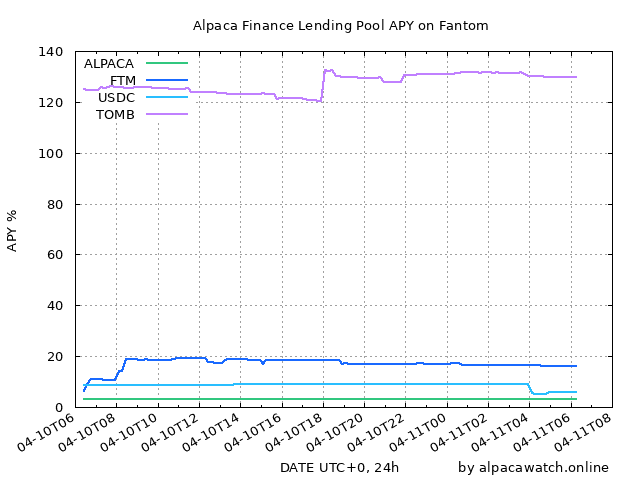 Alpaca Finance Lending Pool APY on Fantom
140
120
100
80
60
40
20
0
APY %
ALPACA
FTM
USDC
TOMB
04-10T06
04-10T08
04-10T10
04-10T12
04-10T14
04-10T16
04-10T18
04-10T20
04-10T22
04-11T00
04-11T02
04-11T04
04-11T06
04-11T08
DATE UTC+0, 24h by alpacawatch.online